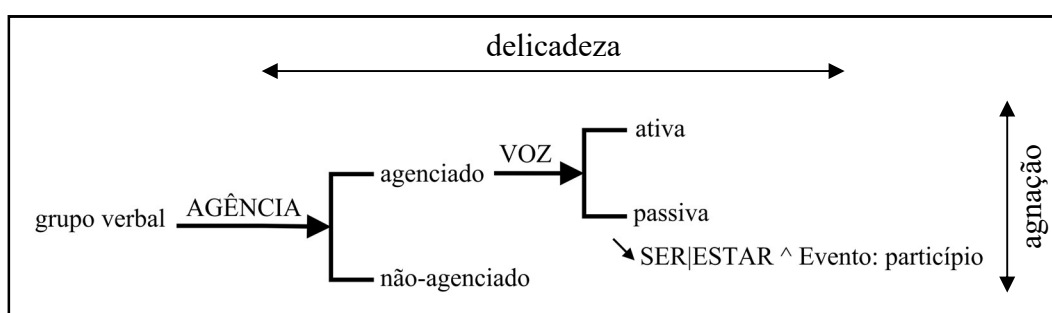 delicadeza
ativa
VOZ
agenciado
agnação
AGÊNCIA
grupo verbal
passiva
SER|ESTAR ^ Evento: particípio
não-agenciado